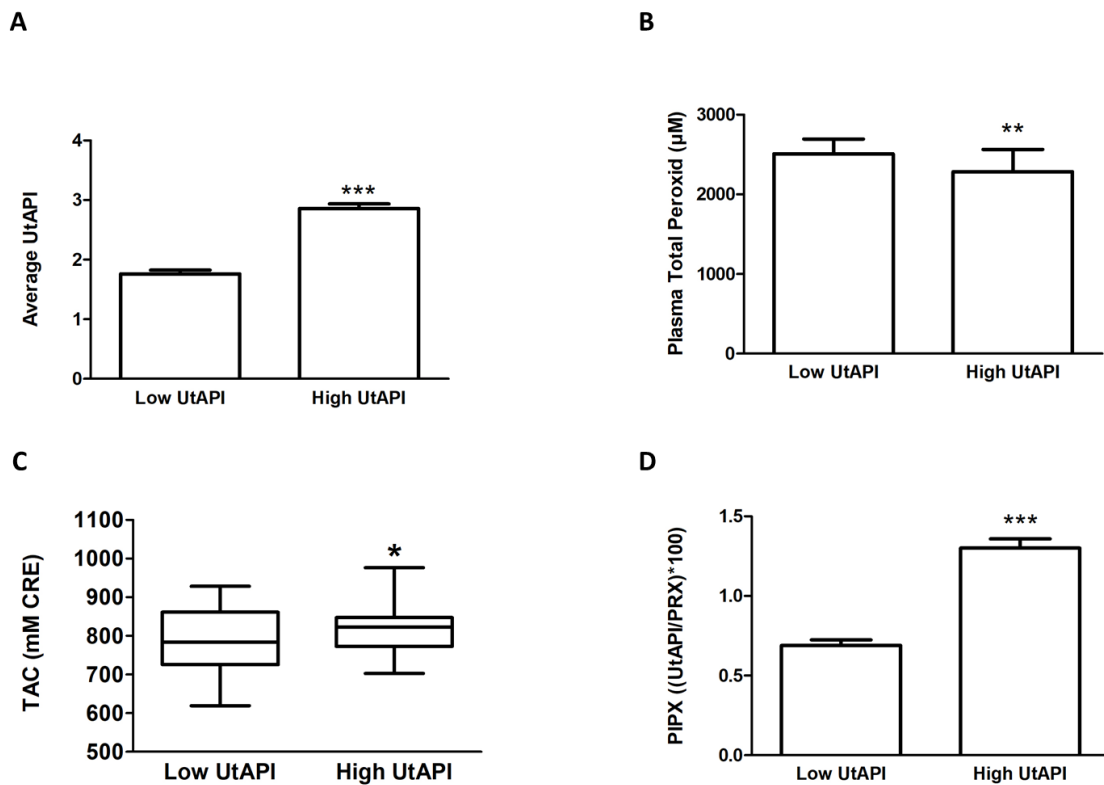 A
B
Average UtAPI
4
3
2
1
0
***
Low UtAPI
High UtAPI
Plasma Total Peroxid (µM)
3000
2000
1000
0
**
Low UtAPI
High UtAPI
C
D
TAC (mM CRE)
1100
1000
900
800
700
600
500
*
Low UtAPI
High UtAPI
PIPX ((UtAPI/PRX)*100)
1.5
1.0
0.5
0.0
***
Low UtAPI
High UtAPI